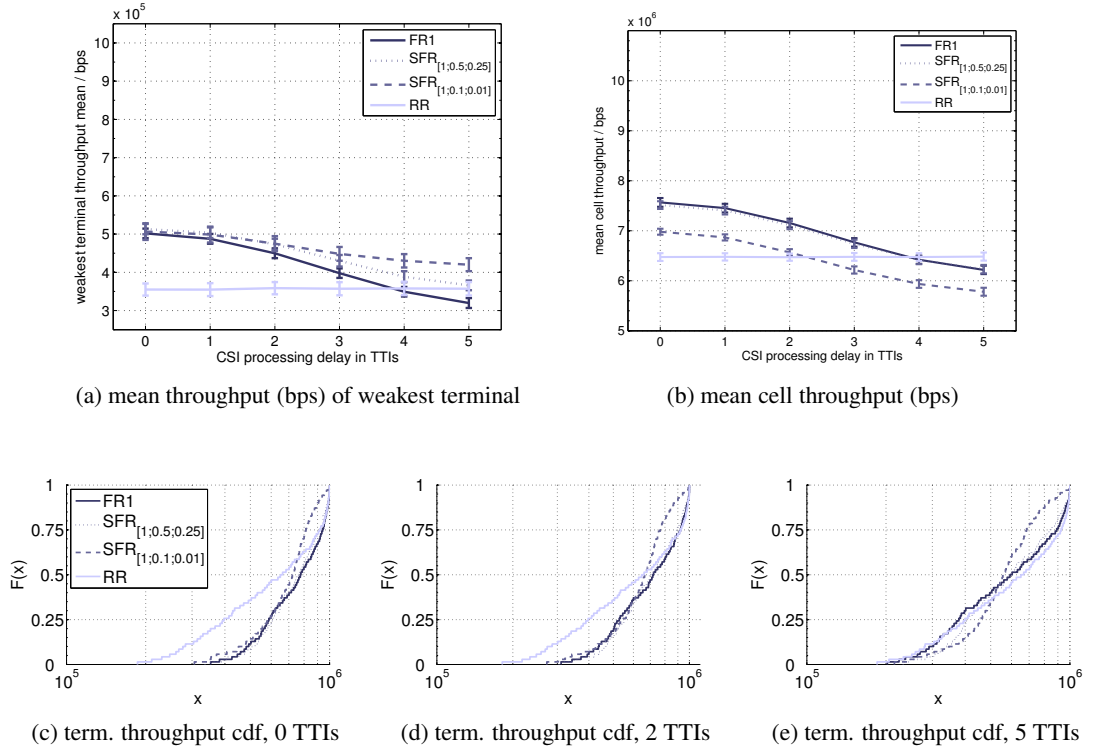 x 10^5
10
9
8
7
6
5
4
3
0 1 2 3 4 5
weakest terminal throughput mean / bps
CSI processing delay in TTIs
FR1
SFR[1;0.5;0.25]
SFR[1;0.1;0.01]
RR
(a) mean throughput (bps) of weakest terminal
x 10^6
10
9
8
7
6
5
0 1 2 3 4 5
mean cell throughput / bps
CSI processing delay in TTIs
FR1
SFR[1;0.5;0.25]
SFR[1;0.1;0.01]
RR
(b) mean cell throughput (bps)
1
0.75
0.5
0.25
0
F(x)
10^5 10^6
x
FR1
SFR[1;0.5;0.25]
SFR[1;0.1;0.01]
RR
(c) term. throughput cdf, 0 TTIs
1
0.75
0.5
0.25
0
F(x)
10^5 10^6
x
(d) term. throughput cdf, 2 TTIs
1
0.75
0.5
0.25
0
F(x)
10^5 10^6
x
(e) term. throughput cdf, 5 TTIs